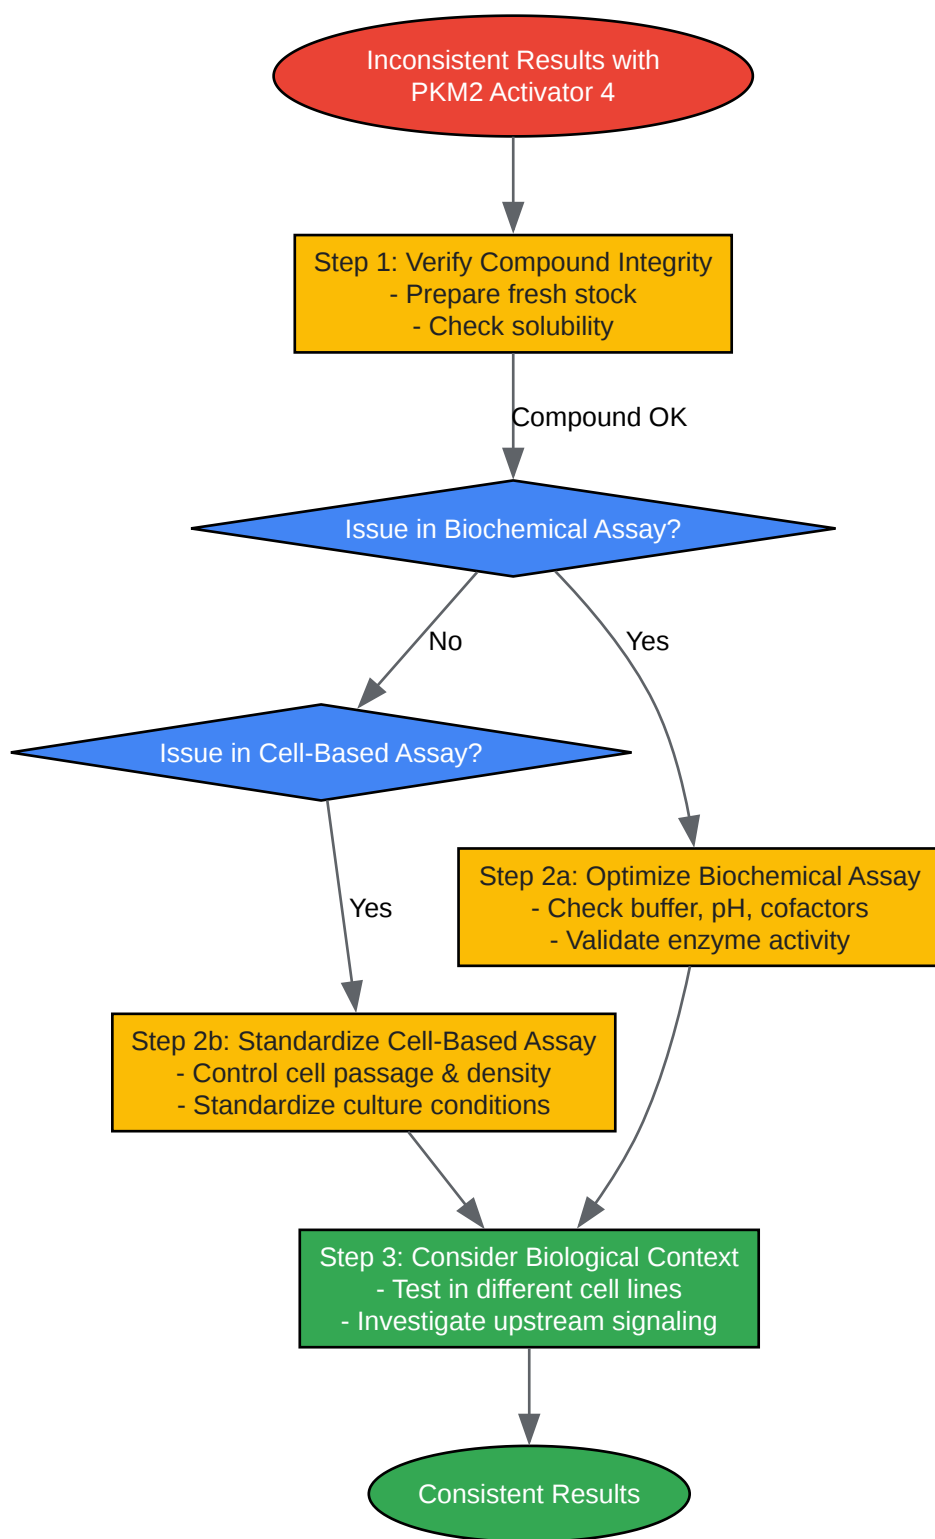 Inconsistent Results with
PKM2 Activator 4
Step 1: Verify Compound Integrity
- Prepare fresh stock
- Check solubility
Compound OK
Issue in Biochemical Assay?
No
Yes
Issue in Cell-Based Assay?
Yes
Step 2a: Optimize Biochemical Assay
- Check buffer, pH, cofactors
- Validate enzyme activity
Step 2b: Standardize Cell-Based Assay
- Control cell passage & density
- Standardize culture conditions
Step 3: Consider Biological Context
- Test in different cell lines
- Investigate upstream signaling
Consistent Results